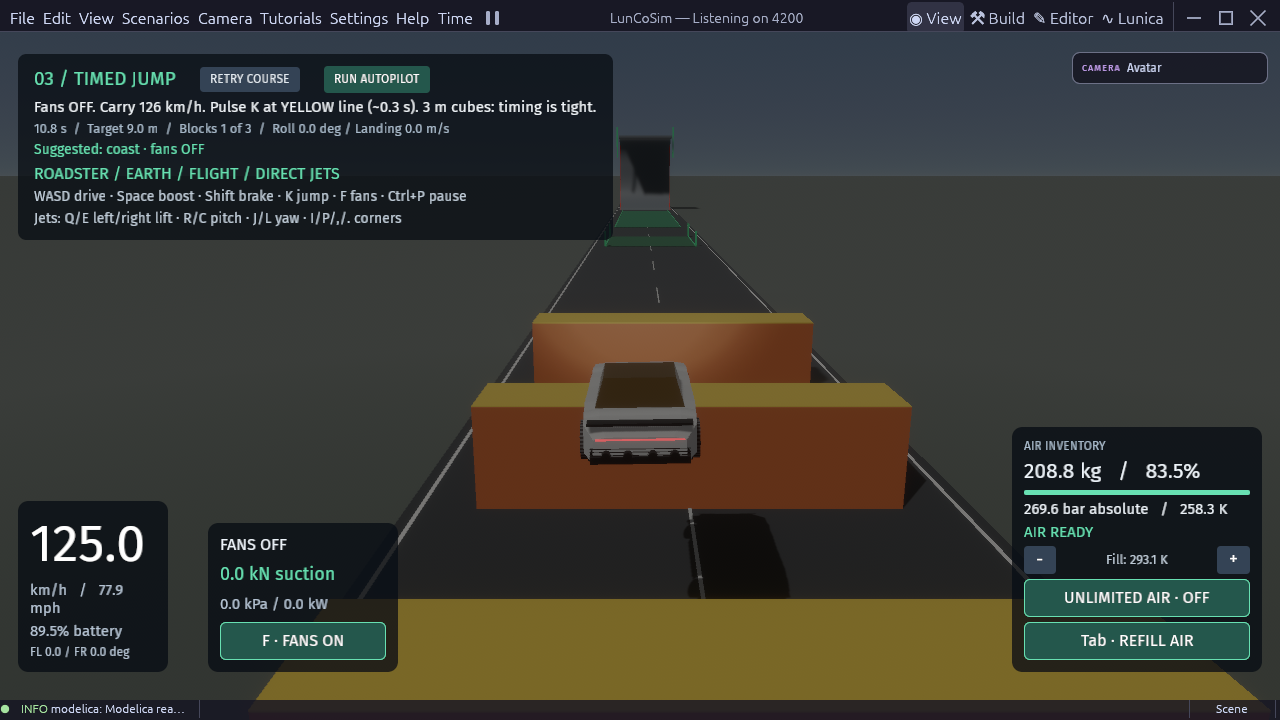 File Edit View Scenarios Camera Tutorials Settings Help Time
LunCoSim — Listening on 4200
View Build Editor Lunica
03 / TIMED JUMP RETRY COURSE RUN AUTOPILOT
Fans OFF. Carry 126 km/h. Pulse K at YELLOW line (~0.3 s). 3 m cubes: timing is tight.
10.8 s / Target 9.0 m / Blocks 1 of 3 / Roll 0.0 deg / Landing 0.0 m/s
Suggested: coast · fans OFF
ROADSTER / EARTH / FLIGHT / DIRECT JETS
WASD drive · Space boost · Shift brake · K jump · F fans · Ctrl+P pause
Jets: Q/E left/right lift · R/C pitch · J/L yaw · I/P/,/. corners
CAMERA Avatar
125.0
km/h / 77.9
mph
89.5% battery
FL 0.0 / FR 0.0 deg
FANS OFF
0.0 kN suction
0.0 kPa / 0.0 kW
F · FANS ON
AIR INVENTORY
208.8 kg / 83.5%
269.6 bar absolute / 258.3 K
AIR READY
- Fill: 293.1 K +
UNLIMITED AIR · OFF
Tab · REFILL AIR
INFO modelica: Modelica rea...
Scene